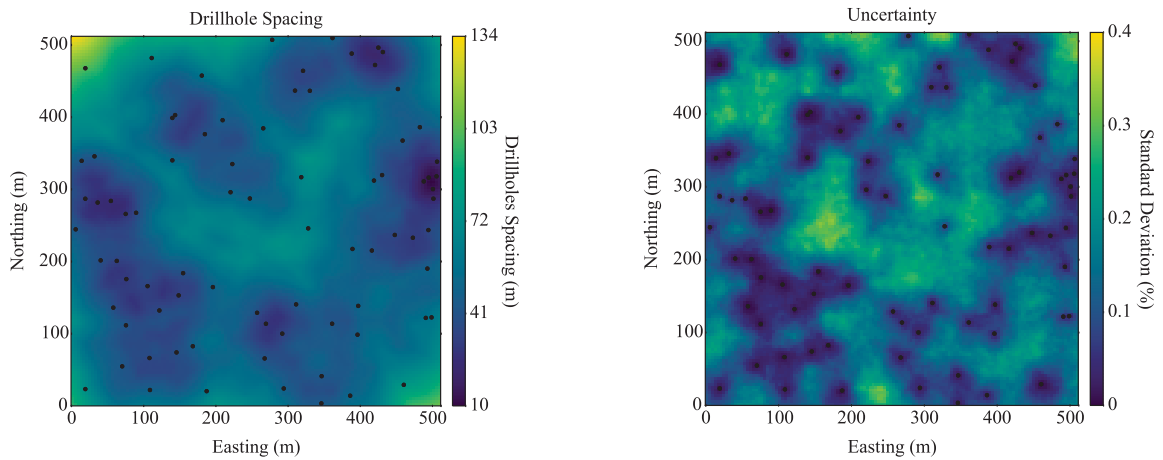 Drillhole Spacing
500
400
300
200
100
0
0 100 200 300 400 500
Northing (m)
Easting (m)
134
103
72
41
10
Drillholes Spacing (m)
Uncertainty
500
400
300
200
100
0
0 100 200 300 400 500
Northing (m)
Easting (m)
0.4
0.3
0.2
0.1
0
Standard Deviation (%)